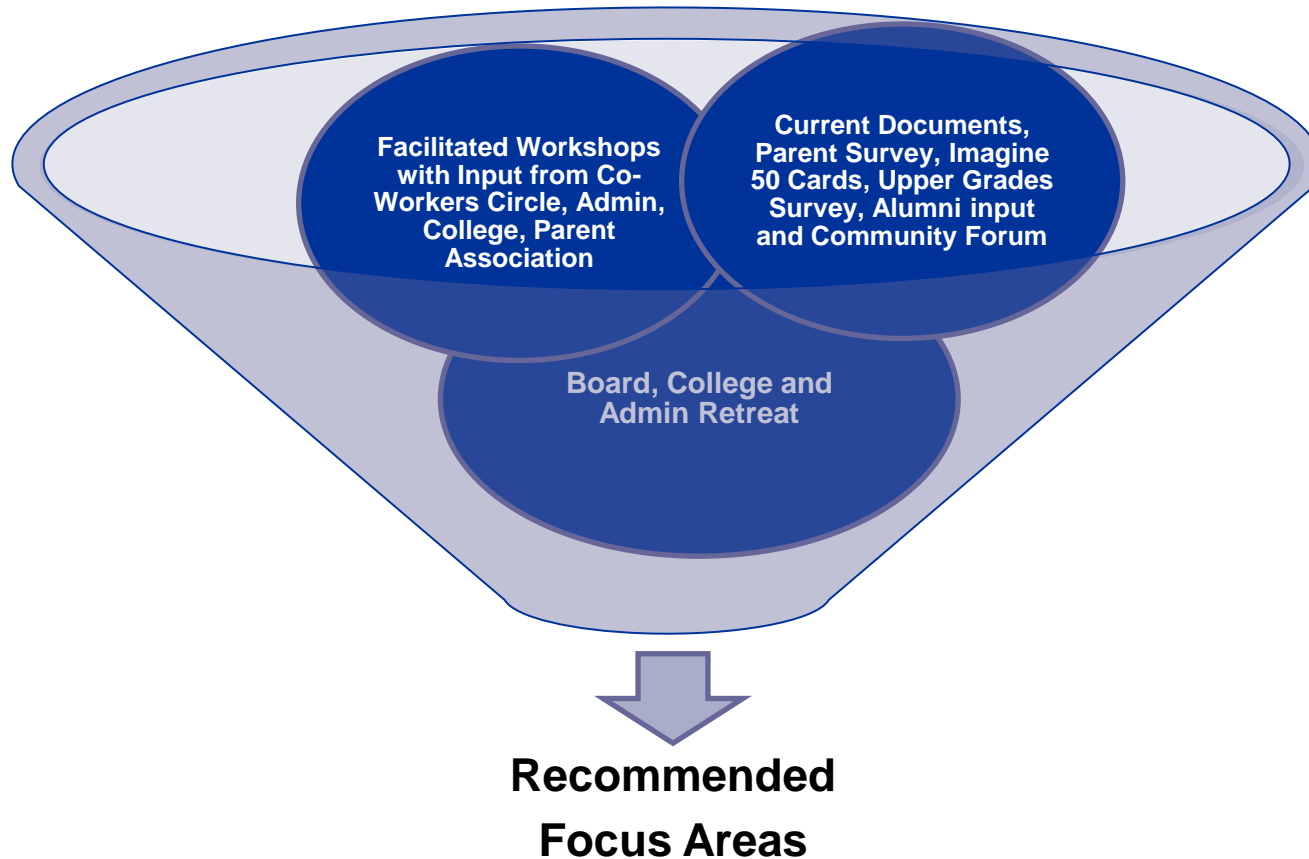 Facilitated Workshops
with Input from Co-
Workers Circle, Admin,
College, Parent
Association
Current Documents,
Parent Survey, Imagine
50 Cards, Upper Grades
Survey, Alumni input
and Community Forum
Board, College and
Admin Retreat
Recommended
Focus Areas